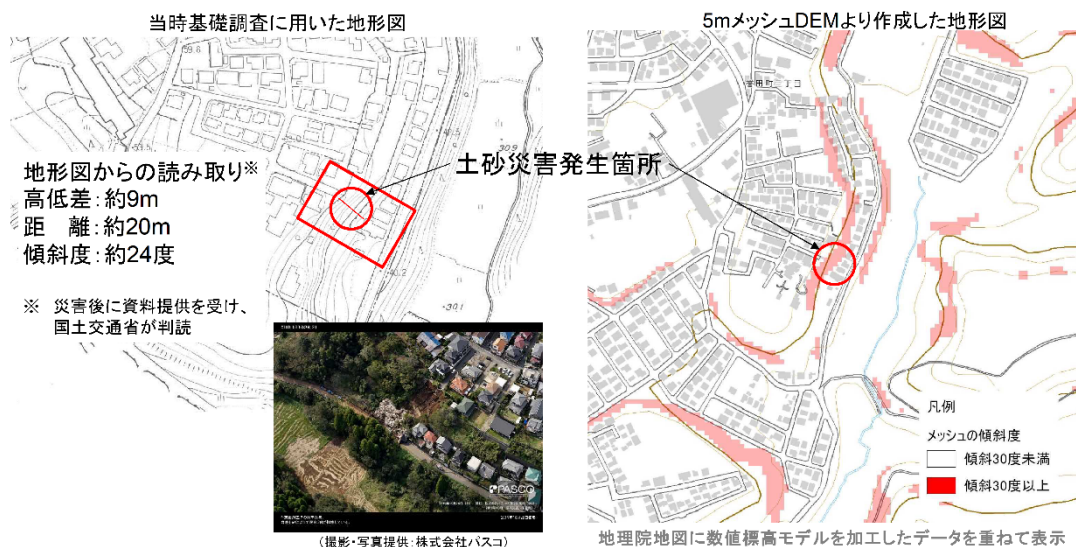 当時基礎調査に用いた地形図
5mメッシュDEMより作成した地形図
59.8
309
土砂災害発生箇所
地形図からの読み取り※
高低差：約9m
距　離：約20m
傾斜度：約24度
※　災害後に資料提供を受け、
国土交通省が判読
301
凡例
メッシュの傾斜度
傾斜30度未満
傾斜30度以上
PASCO
(撮影・写真提供：株式会社パスコ)
地理院地図に数値標高モデルを加工したデータを重ねて表示